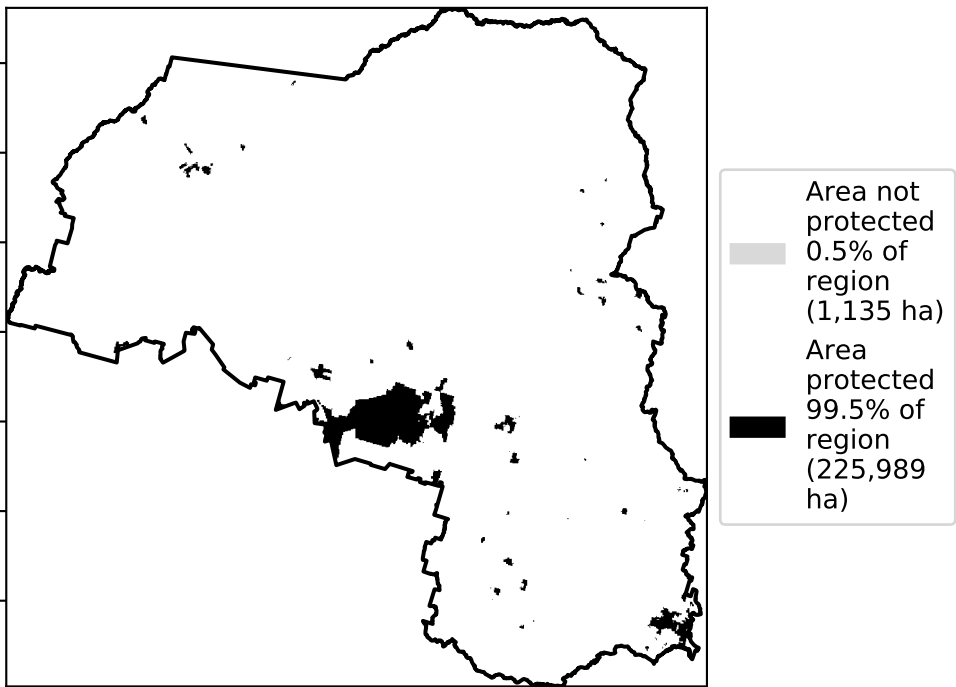 Area not
protected
0.5% of
region
(1,135 ha)
Area
protected
99.5% of
region
(225,989
ha)